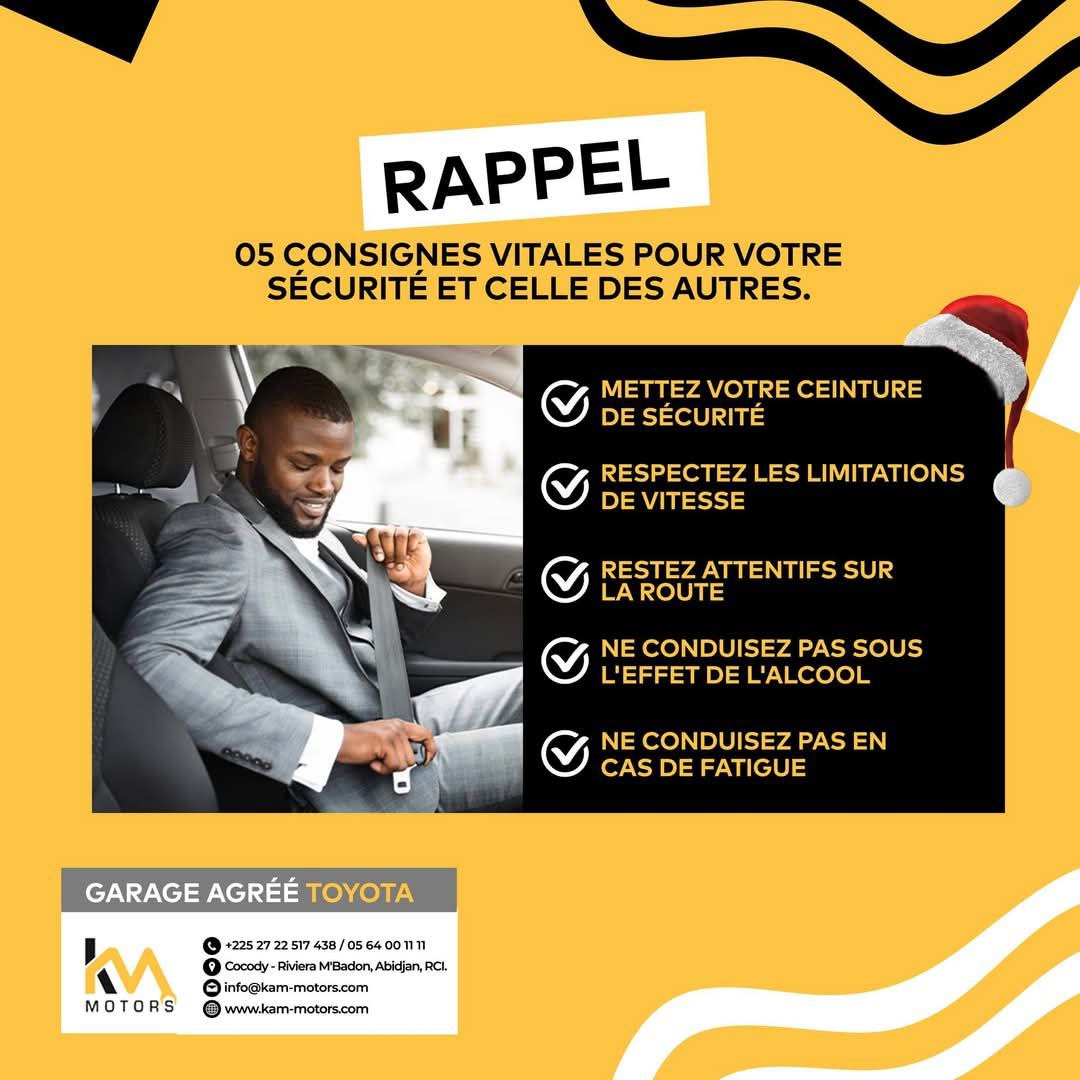 RAPPEL
05 CONSIGNES VITALES POUR VOTRE
SÉCURITÉ ET CELLE DES AUTRES.
METTEZ VOTRE CEINTURE
DE SÉCURITÉ
RESPECTEZ LES LIMITATIONS
DE VITESSE
RESTEZ ATTENTIFS SUR
LA ROUTE
NE CONDUISEZ PAS SOUS
L'EFFET DE L'ALCOOL
NE CONDUISEZ PAS EN
CAS DE FATIGUE
GARAGE AGRÉÉ TOYOTA
KM
MOTORS
+225 27 22 517 438 / 05 64 00 11 11
Cocody - Riviera M'Badon, Abidjan, RCI.
info@kam-motors.com
www.kam-motors.com